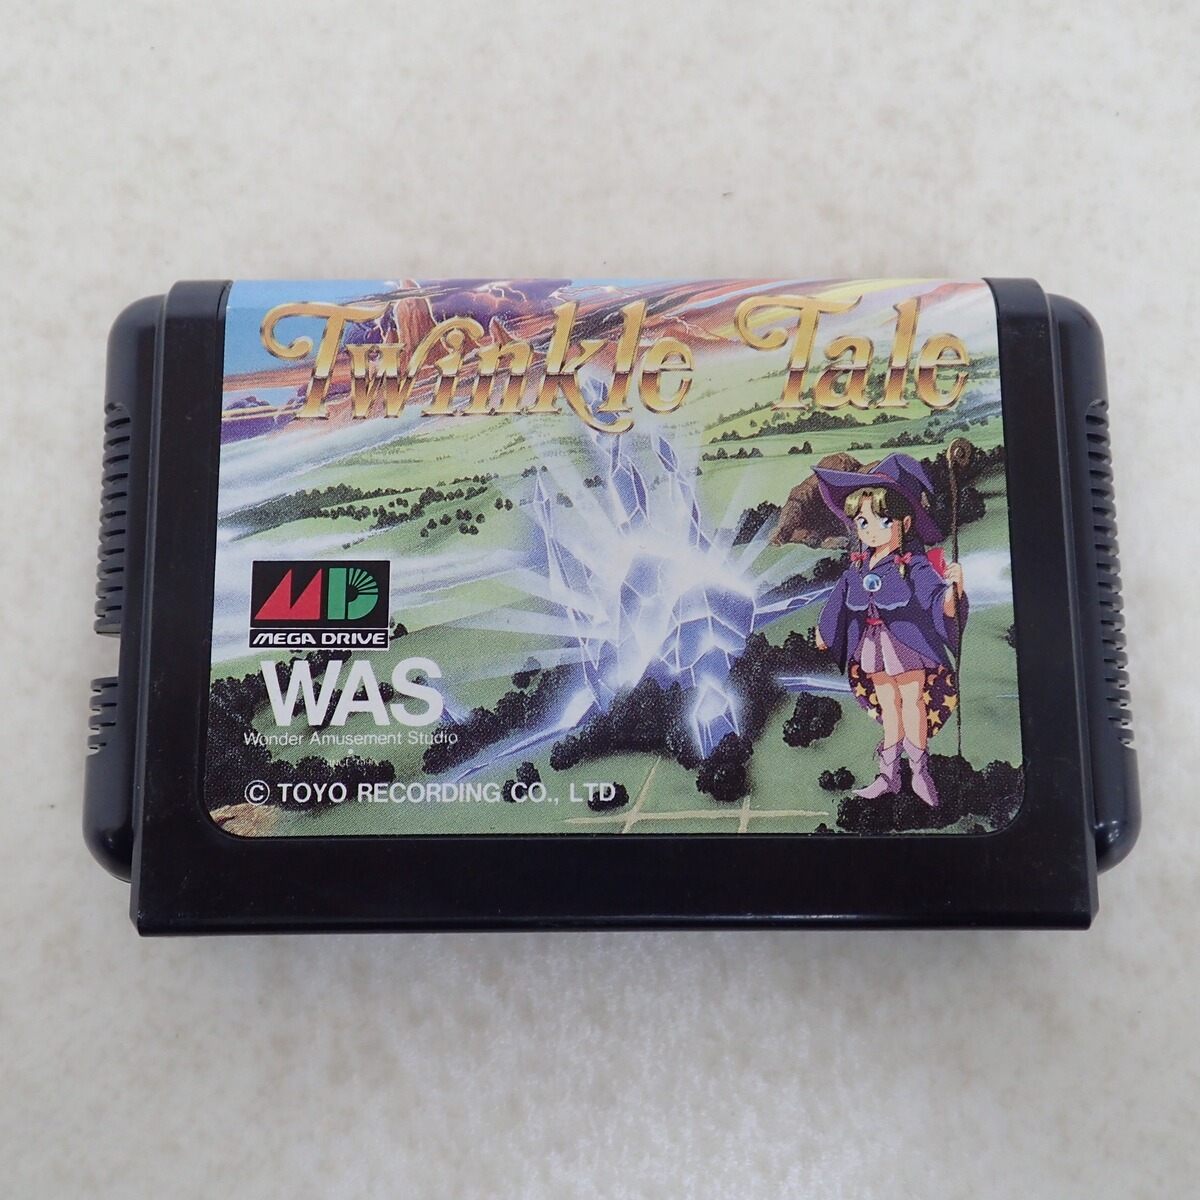 Twinkle Tale
MD
MEGA DRIVE
WAS
Wonder Amusement Studio
© TOYO RECORDING CO., LTD